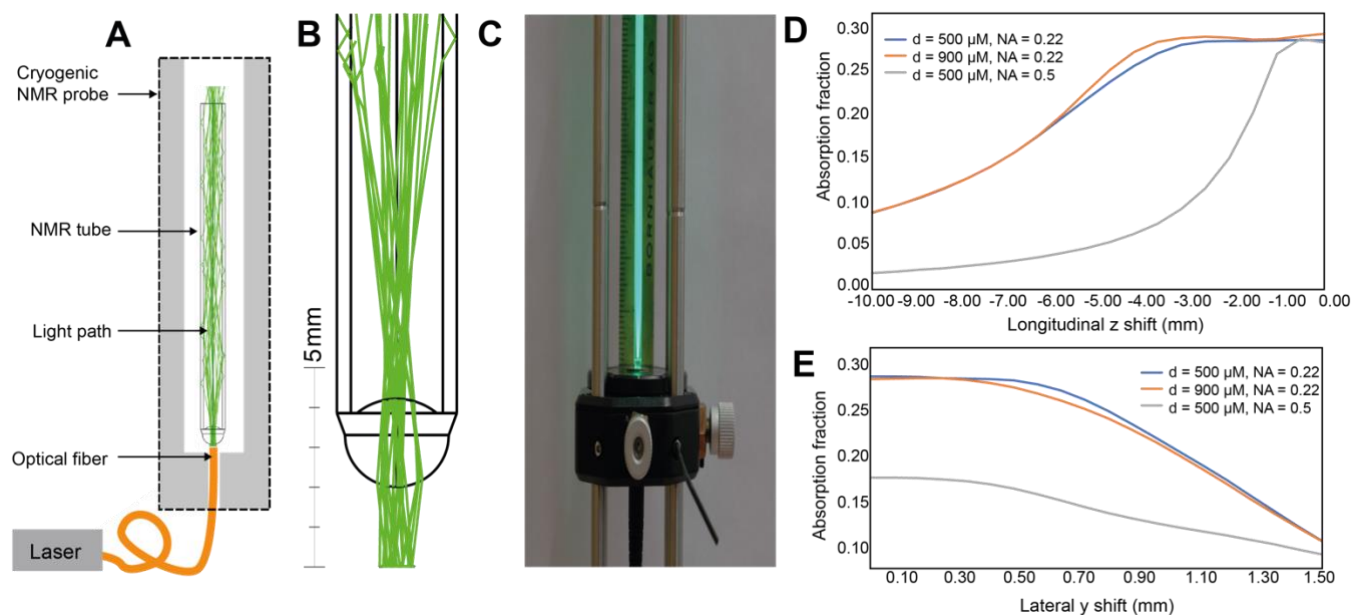 A
Cryogenic
NMR probe
NMR tube
Light path
Optical fiber
Laser
B
5mm
C
BORNHAUSER AG
D
Absorption fraction
0.30
0.25
0.20
0.15
0.10
0.05
0.00
d = 500 µM, NA = 0.22
d = 900 µM, NA = 0.22
d = 500 µM, NA = 0.5
-10.00 -9.00 -8.00 -7.00 -6.00 -5.00 -4.00 -3.00 -2.00 -1.00 0.00
Longitudinal z shift (mm)
E
Absorption fraction
0.30
0.25
0.20
0.15
0.10
d = 500 µM, NA = 0.22
d = 900 µM, NA = 0.22
d = 500 µM, NA = 0.5
0.10 0.30 0.50 0.70 0.90 1.10 1.30 1.50
Lateral y shift (mm)